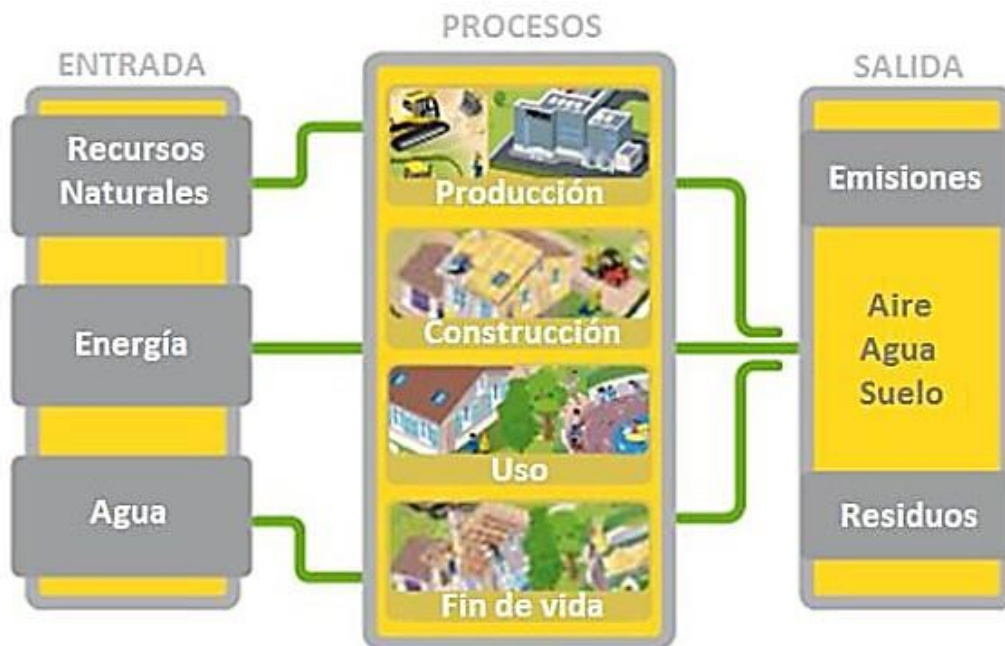 ENTRADA
Recursos
Naturales
Energía
Agua
PROCESOS
Producción
Construcción
Uso
Fin de vida
SALIDA
Emisiones
Aire
Agua
Suelo
Residuos